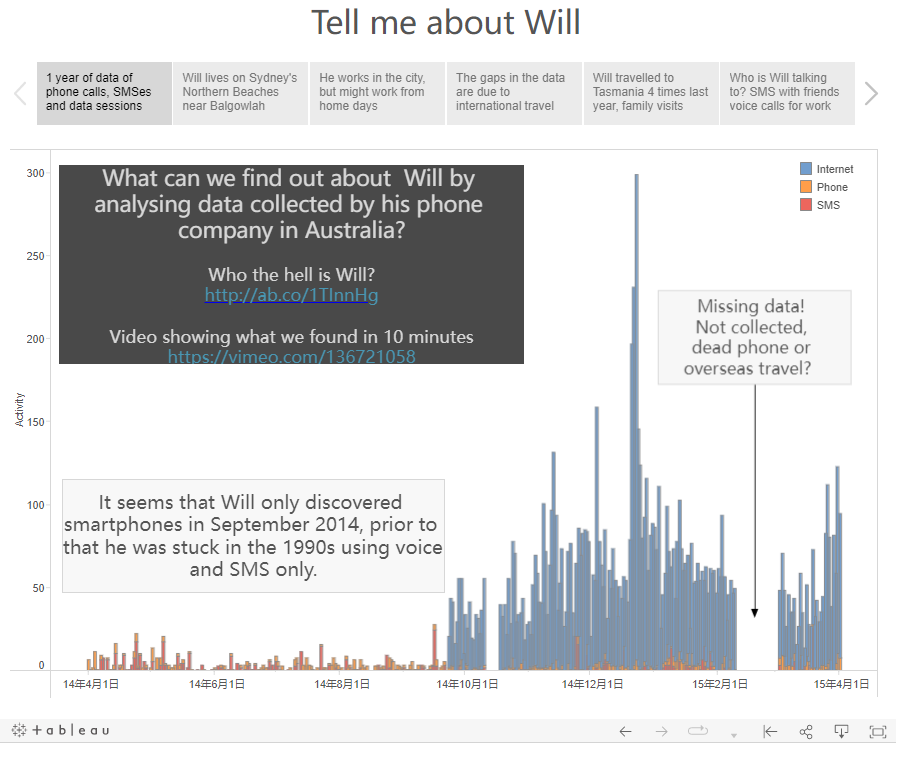 Tell me about Will
1 year of data of
phone calls, SMSes
and data sessions
Will lives on Sydney's
Northern Beaches
near Balgowlah
He works in the city,
but might work from
home days
The gaps in the data
are due to
international travel
Will travelled to
Tasmania 4 times last
year, family visits
Who is Will talking
to? SMS with friends
voice calls for work
What can we find out about Will by
analysing data collected by his phone
company in Australia?
Who the hell is Will?
http://ab.co/1TInnHg
Video showing what we found in 10 minutes
https://vimeo.com/136721058
Internet
Phone
SMS
Missing data!
Not collected,
dead phone or
overseas travel?
It seems that Will only discovered
smartphones in September 2014, prior to
that he was stuck in the 1990s using voice
and SMS only.
Activity
300
250
200
150
100
50
0
14年4月1日
14年6月1日
14年8月1日
14年10月1日
14年12月1日
15年2月1日
15年4月1日
+ableau